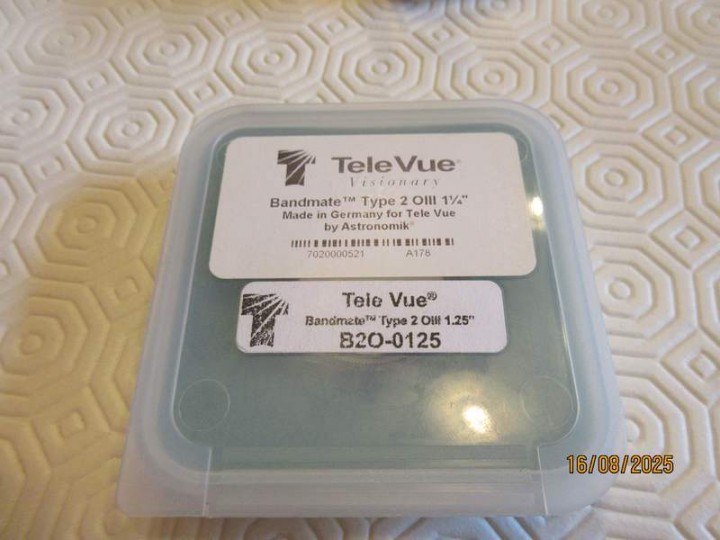 TeleVue®
Visionary
Bandmate™ Type 2 OIII 1¼"
Made in Germany for Tele Vue
by Astronomik®
7020000521 A178
Tele Vue®
Bandmate™ Type 2 OIII 1.25"
B2O-0125
16/08/2025